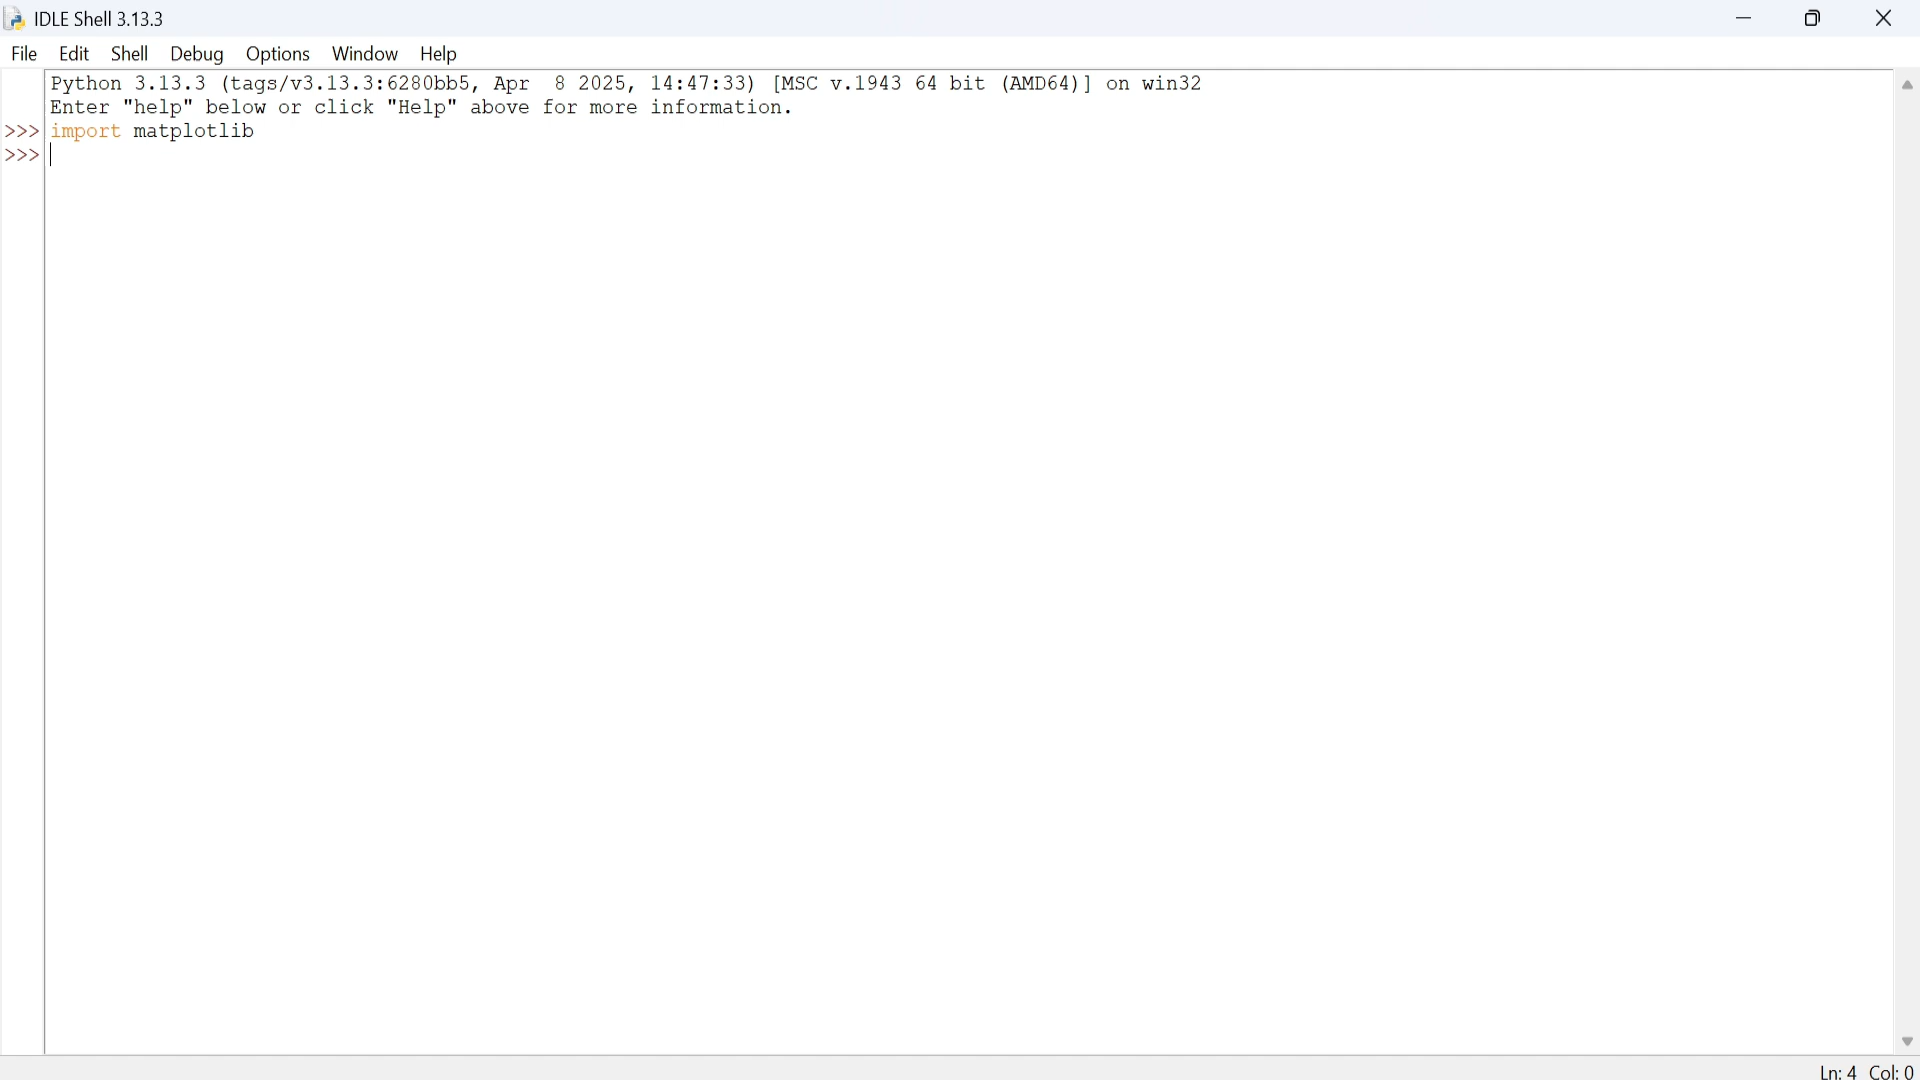 IDLE Shell 3.13.3
File Edit Shell Debug Options Window Help
Python 3.13.3 (tags/v3.13.3:6280bb5, Apr  8 2025, 14:47:33) [MSC v.1943 64 bit (AMD64)] on win32
Enter "help" below or click "Help" above for more information.
>>> import matplotlib
>>>
Ln: 4 Col: 0